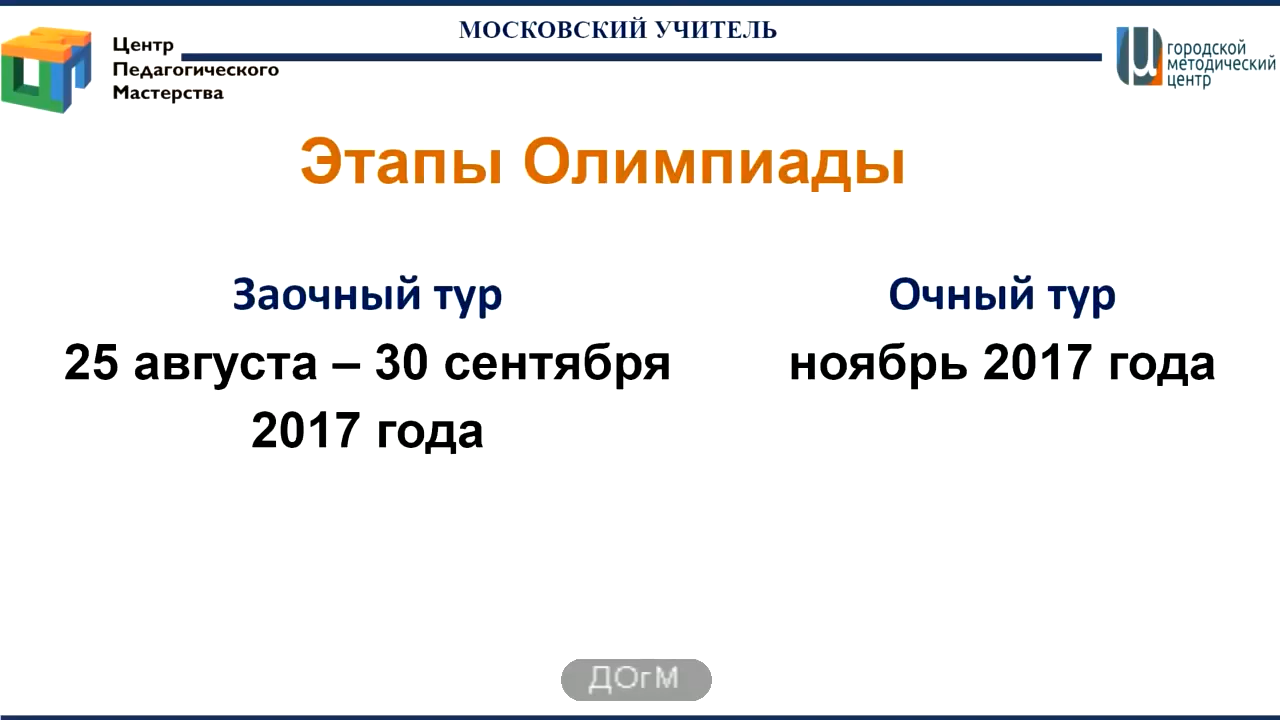 МОСКОВСКИЙ УЧИТЕЛЬ
Центр
Педагогического
Мастерства
городской
методический
центр
Этапы Олимпиады
Заочный тур
25 августа – 30 сентября
2017 года
Очный тур
ноябрь 2017 года
ДОгМ